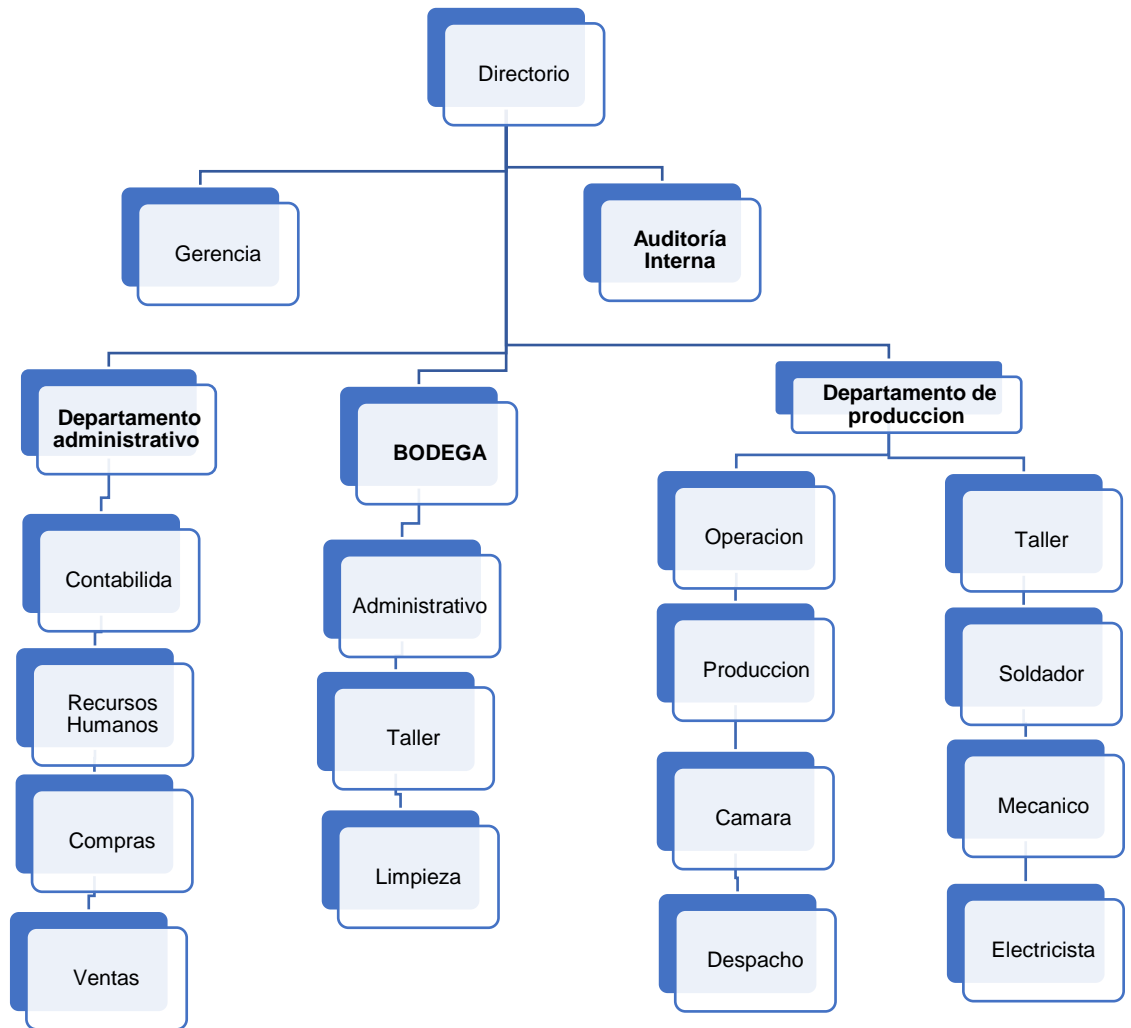 Directorio
Gerencia
Auditoría
Interna
Departamento
administrativo
BODEGA
Departamento de
produccion
Contabilida
Recursos
Humanos
Compras
Ventas
Administrativo
Taller
Limpieza
Operacion
Produccion
Camara
Despacho
Taller
Soldador
Mecanico
Electricista